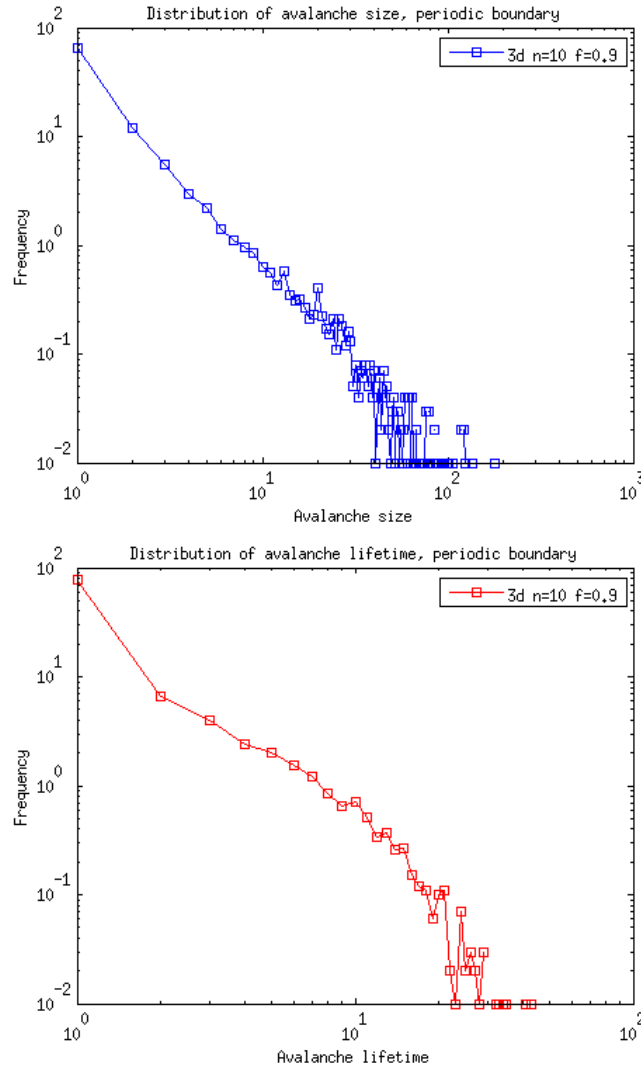 Distribution of avalanche size, periodic boundary
3d n=10 f=0.9
10^2
10^1
10^0
10^-1
10^-2
Frequency
10^0 10^1 10^2 10^3
Avalanche size
Distribution of avalanche lifetime, periodic boundary
3d n=10 f=0.9
10^2
10^1
10^0
10^-1
10^-2
Frequency
10^0 10^1 10^2
Avalanche lifetime